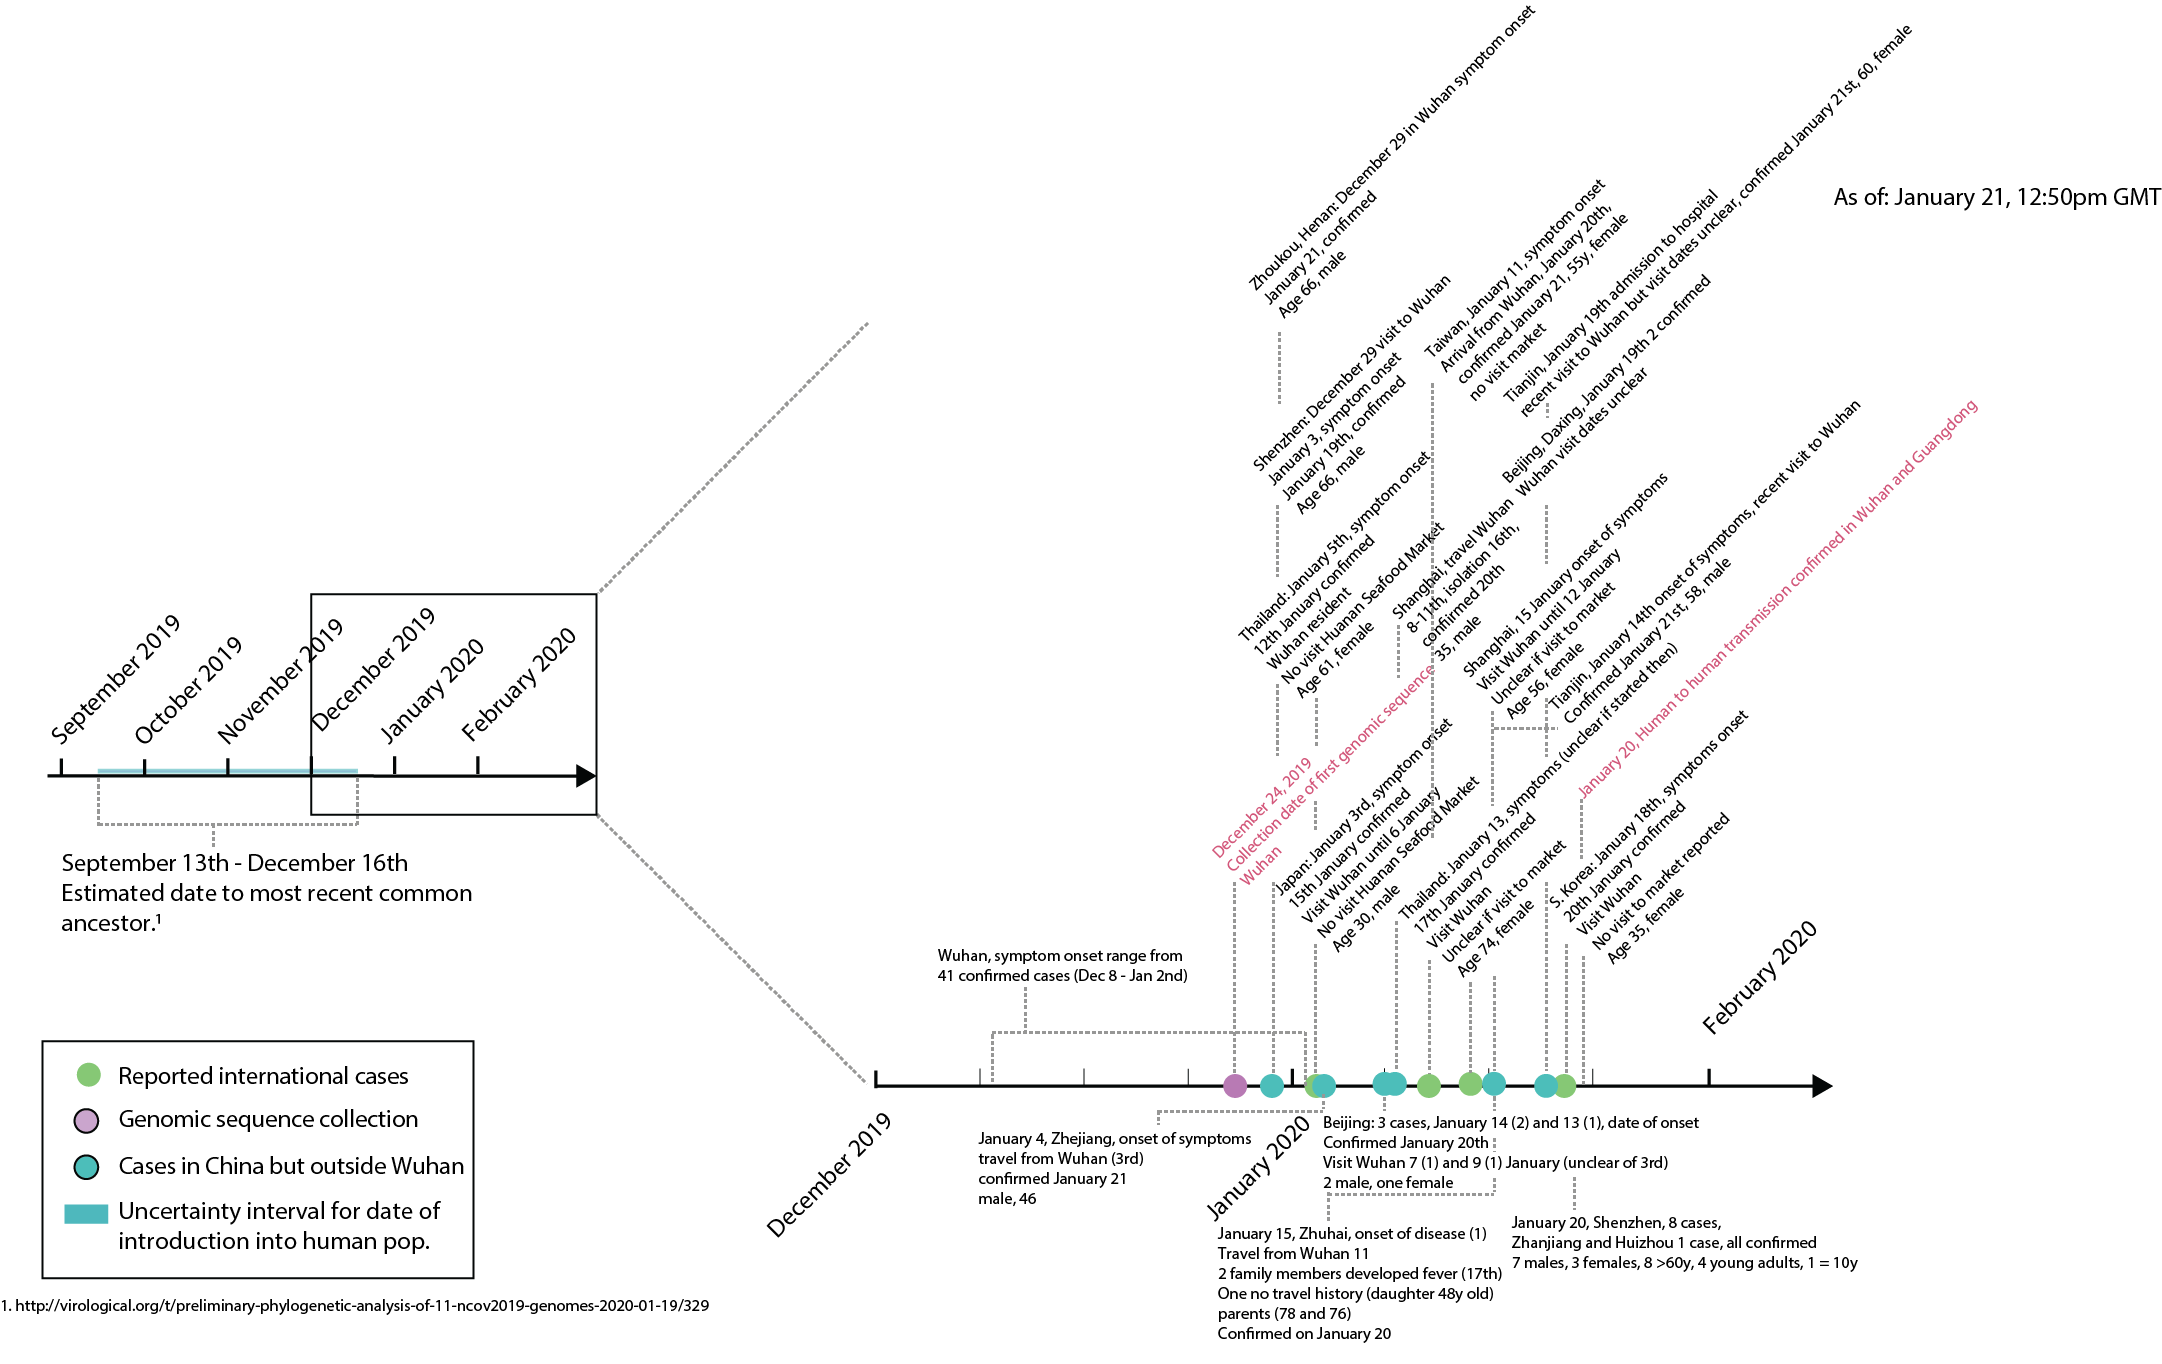 As of: January 21, 12:50pm GMT
Zhoukou, Henan: December 29 in Wuhan symptom onset
January 21, confirmed
Age 66, male
Shenzhen: December 29 visit to Wuhan
January 3, symptom onset
January 19th, confirmed
Age 66, male
Taiwan, January 11, symptom onset
Arrival from Wuhan, January 20th,
confirmed January 21, 55y, female
no visit market
Tianjin, January 19th admission to hospital
recent visit to Wuhan but visit dates unclear, confirmed January 21st, 60, female
Beijing, Daxing, January 19th 2 confirmed
Wuhan visit dates unclear
Thailand: January 5th, symptom onset
12th January confirmed
Wuhan resident
No visit Huanan Seafood Market
Age 61, female
Shanghai, travel Wuhan
8-11th, isolation 16th,
confirmed 20th
35, male
Shanghai, 15 January onset of symptoms
Visit Wuhan until 12 January
Unclear if visit to market
Age 56, female
Tianjin, January 14th onset of symptoms, recent visit to Wuhan
Confirmed January 21st, 58, male
January 20, Human to human transmission confirmed in Wuhan and Guangdong
December 24, 2019
Collection date of first genomic sequence
Wuhan
Japan: January 3rd, symptom onset
15th January confirmed
Visit Wuhan until 6 January
No visit Huanan Seafood Market
Age 30, male
Thailand: January 13, symptoms (unclear if started then)
17th January confirmed
Visit Wuhan
Unclear if visit to market
Age 74, female
S. Korea: January 18th, symptoms onset
20th January confirmed
Visit Wuhan
No visit to market reported
Age 35, female
September 2019
October 2019
November 2019
December 2019
January 2020
February 2020
September 13th - December 16th
Estimated date to most recent common
ancestor.¹
Wuhan, symptom onset range from
41 confirmed cases (Dec 8 - Jan 2nd)
December 2019
January 2020
February 2020
January 4, Zhejiang, onset of symptoms
travel from Wuhan (3rd)
confirmed January 21
male, 46
Beijing: 3 cases, January 14 (2) and 13 (1), date of onset
Confirmed January 20th
Visit Wuhan 7 (1) and 9 (1) January (unclear of 3rd)
2 male, one female
January 15, Zhuhai, onset of disease (1)
Travel from Wuhan 11
2 family members developed fever (17th)
One no travel history (daughter 48y old)
parents (78 and 76)
Confirmed on January 20
January 20, Shenzhen, 8 cases,
Zhanjiang and Huizhou 1 case, all confirmed
7 males, 3 females, 8 >60y, 4 young adults, 1 = 10y
Reported international cases
Genomic sequence collection
Cases in China but outside Wuhan
Uncertainty interval for date of
introduction into human pop.
1. http://virological.org/t/preliminary-phylogenetic-analysis-of-11-ncov2019-genomes-2020-01-19/329